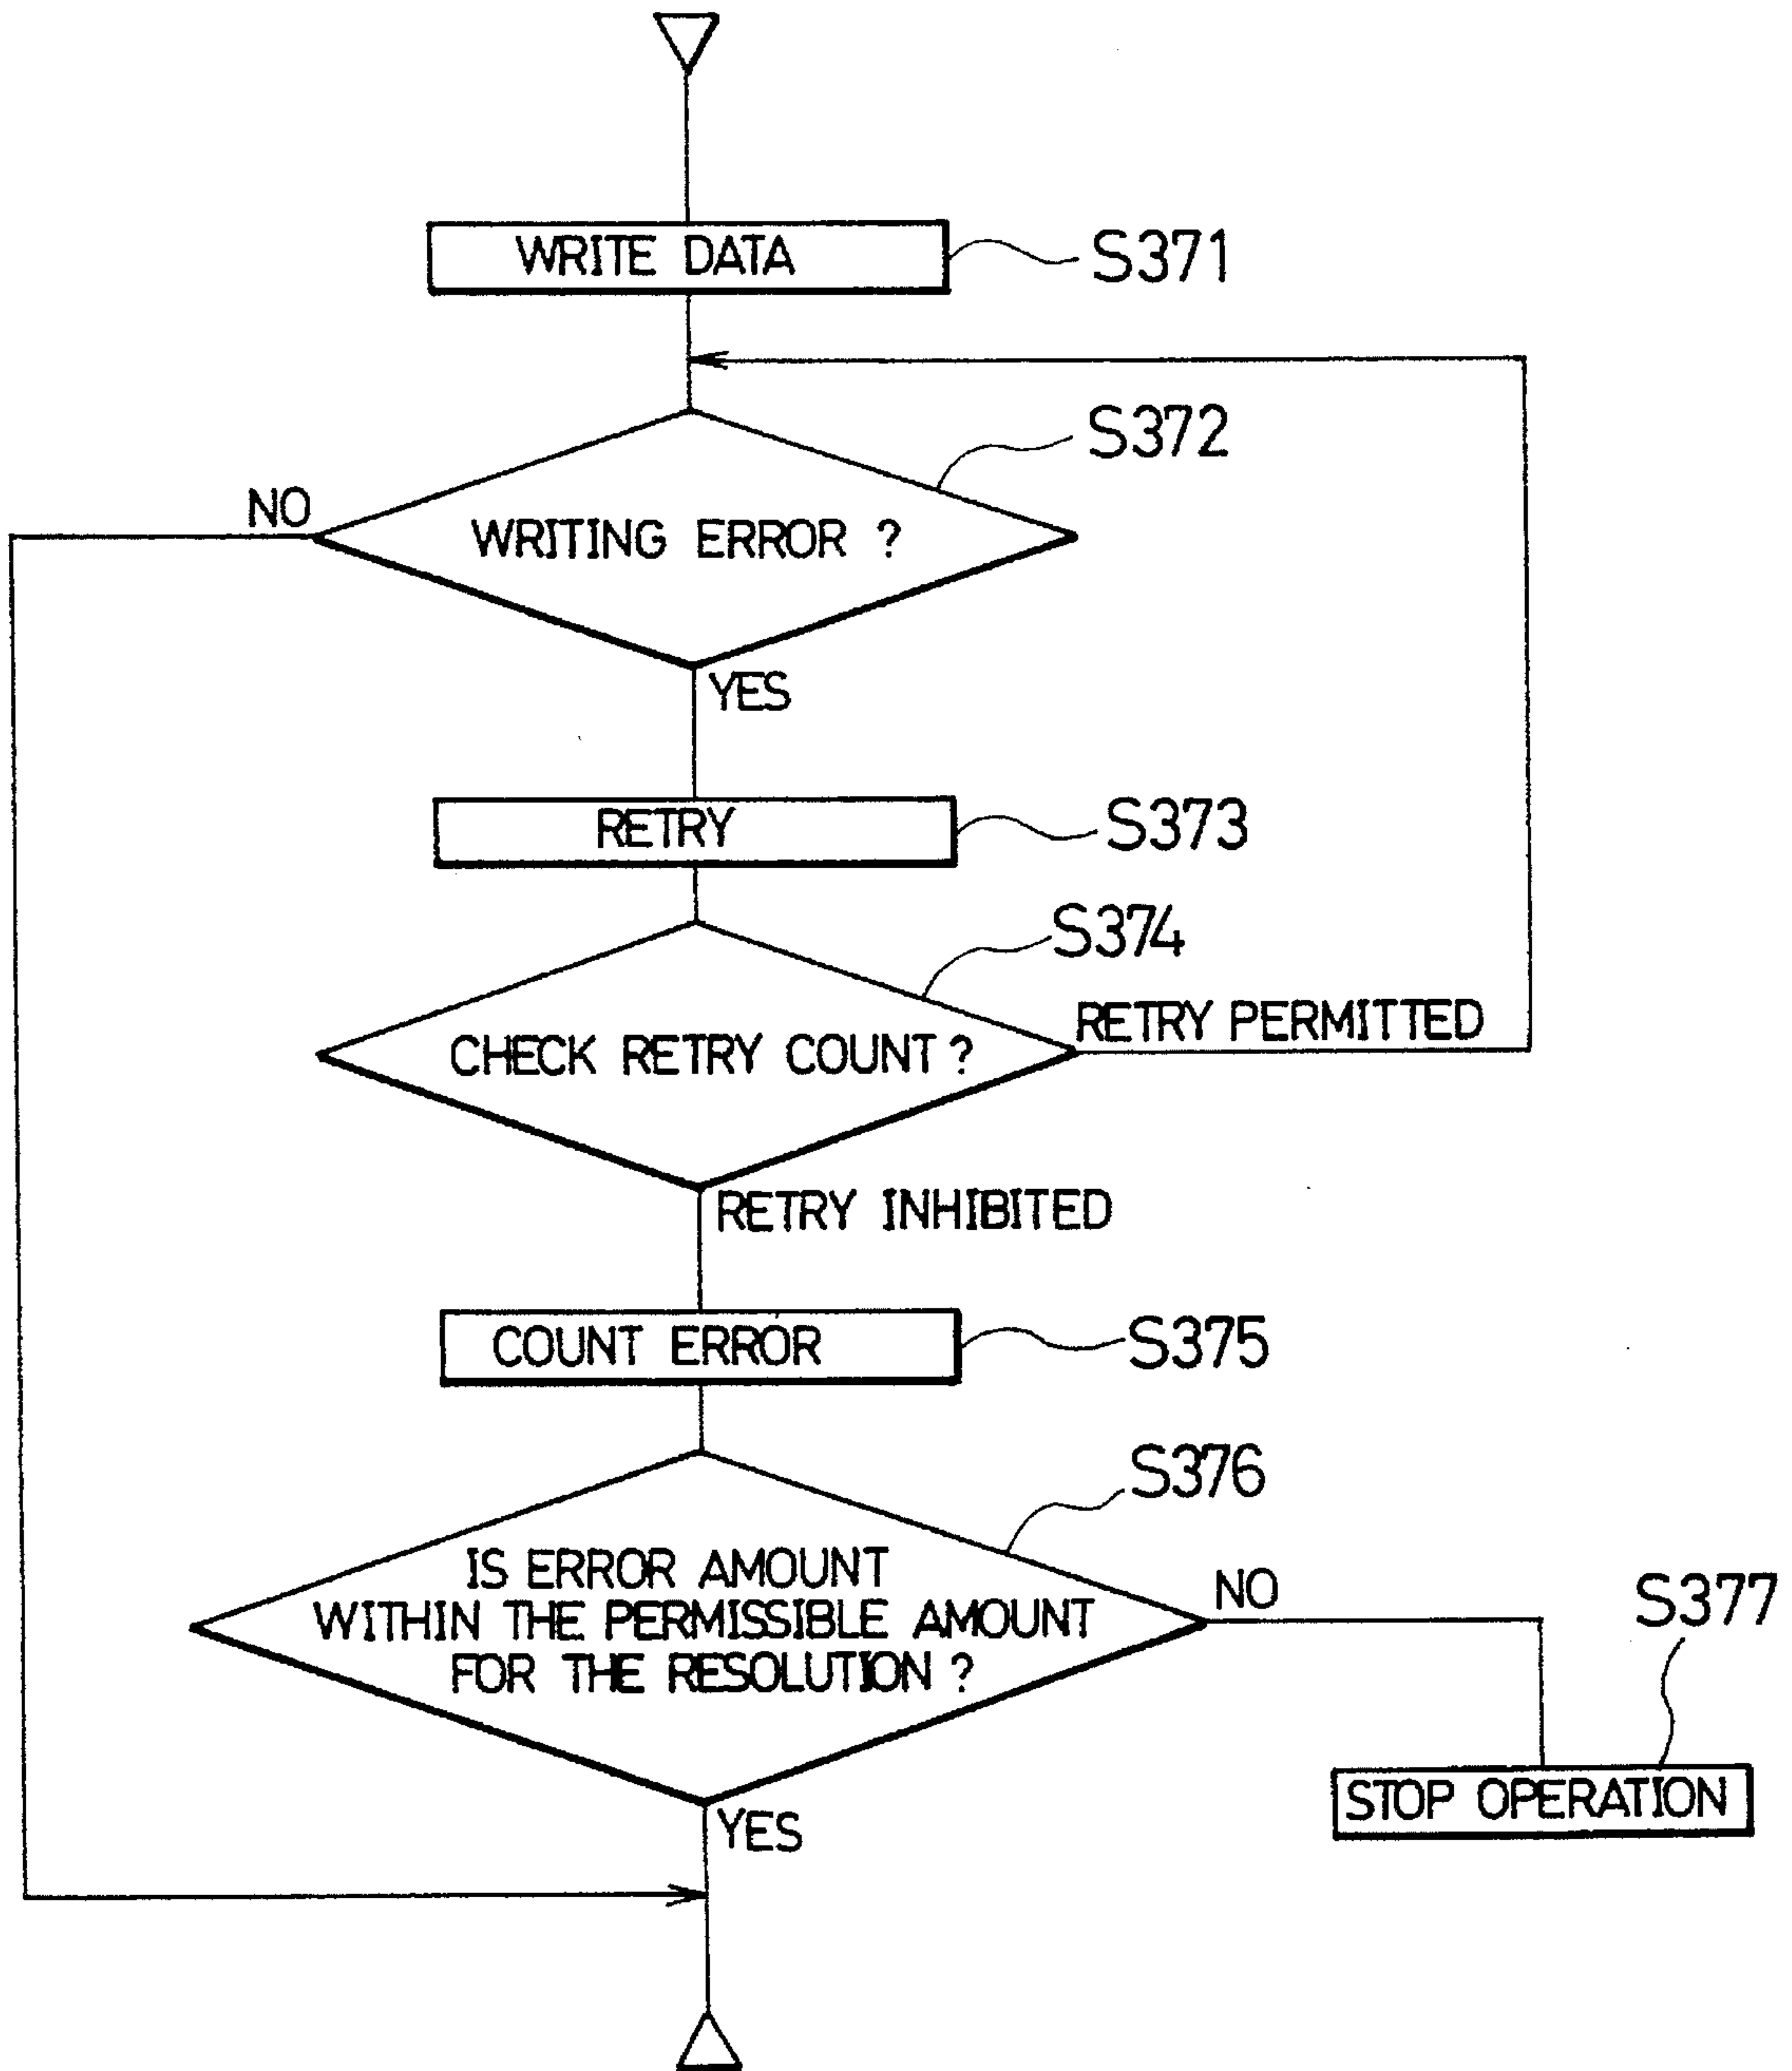 WRITE DATA
S371
S372
NO
WRITING ERROR ?
YES
RETRY
S373
S374
RETRY PERMITTED
CHECK RETRY COUNT ?
RETRY INHIBITED
COUNT ERROR
S375
S376
IS ERROR AMOUNT
WITHIN THE PERMISSIBLE AMOUNT
FOR THE RESOLUTION ?
NO
S377
STOP OPERATION
YES